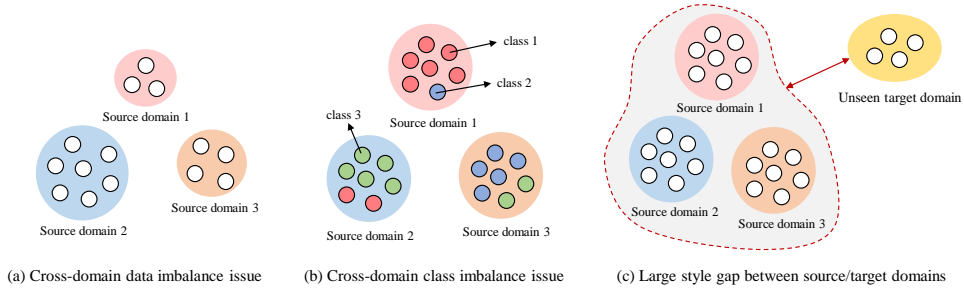 Source domain 1
Source domain 2
Source domain 3
(a) Cross-domain data imbalance issue
class 1
class 2
class 3
Source domain 1
Source domain 2
Source domain 3
(b) Cross-domain class imbalance issue
Source domain 1
Unseen target domain
Source domain 2
Source domain 3
(c) Large style gap between source/target domains